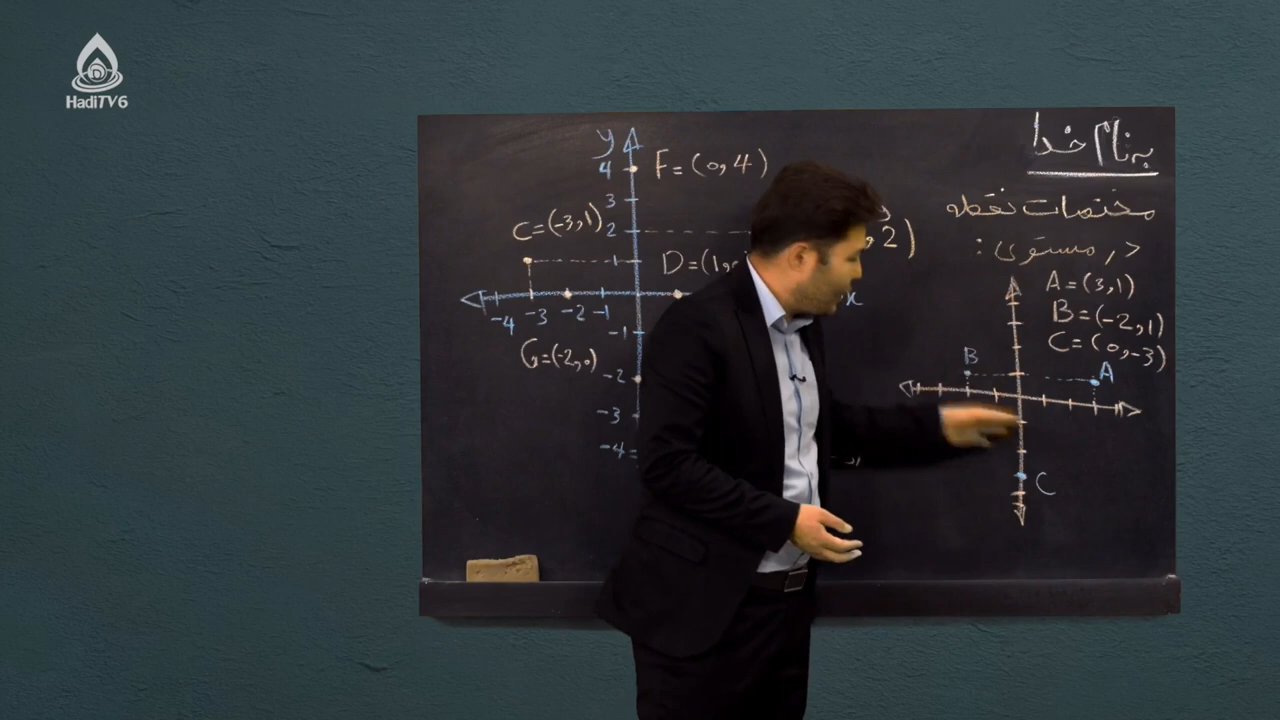 HadiTV6
به نام خدا
مختصات نقطه
در مستوی:
A=(3,1)
B=(-2,1)
C=(0,-3)
B
A
C
y
4
F=(0,4)
3
C=(-3,1)
2
, 2)
1
D=(1,
-4 -3 -2 -1
x
-1
G=(-2,0)
-2
-3
-4